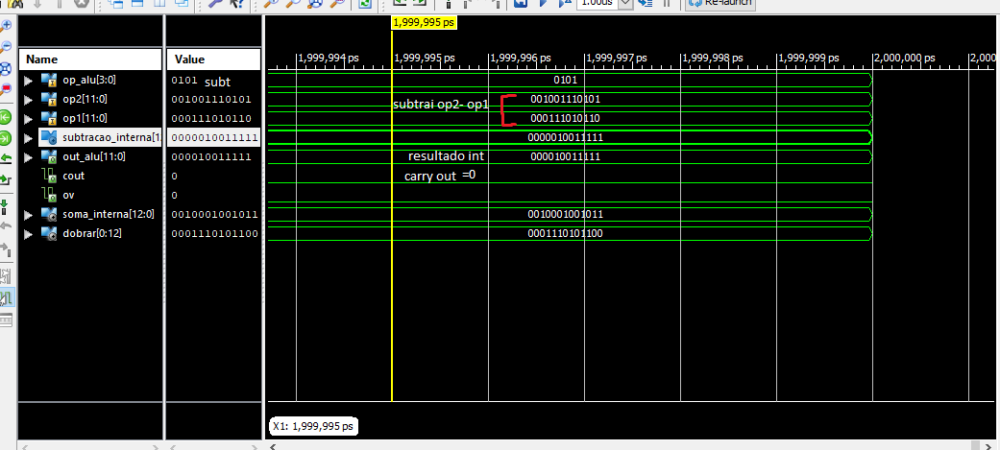 1.00us
Re-launch
1,999,995 ps
Name
Value
1,999,994 ps
1,999,995 ps
1,999,996 ps
1,999,997 ps
1,999,998 ps
1,999,999 ps
2,000,000 ps
2,000
op_alu[3:0]
0101 subt
0101
op2[11:0]
001001110101
subtrai op2- op1
001001110101
op1[11:0]
000111010110
000111010110
subtracao_interna[1
0000010011111
0000010011111
out_alu[11:0]
000010011111
resultado int
000010011111
cout
0
carry out =0
ov
0
soma_interna[12:0]
0010001001011
0010001001011
dobrar[0:12]
0001110101100
0001110101100
X1: 1,999,995 ps